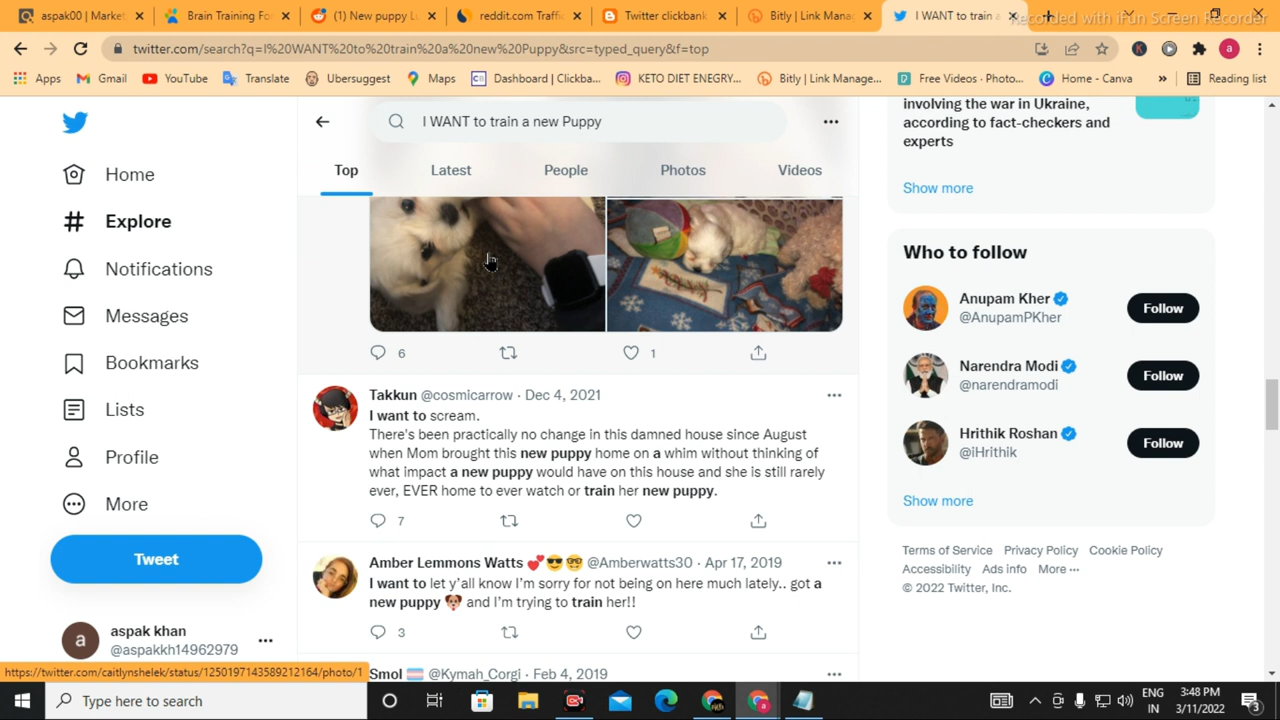 aspak00 | Market
Brain Training Fo
(1) New puppy L
reddit.com Traffi
Twitter clickbank
Bitly | Link Mana
I WANT to train a
Recorded with iFun Screen Recorder
twitter.com/search?q=I%20WANT%20to%20train%20a%20new%20Puppy&src=typed_query&f=top
K
a
Apps
Gmail
YouTube
Translate
Ubersuggest
Maps
Dashboard | Clickba...
KETO DIET ENEGRY...
Bitly | Link Manage...
Free Videos · Photo...
Home - Canva
»
Reading list
Home
Explore
Notifications
Messages
Bookmarks
Lists
Profile
More
Tweet
a
aspak khan
@aspakkh14962979
I WANT to train a new Puppy
Top
Latest
People
Photos
Videos
6
1
Takkun @cosmicarrow · Dec 4, 2021
I want to scream.
There's been practically no change in this damned house since August
when Mom brought this new puppy home on a whim without thinking of
what impact a new puppy would have on this house and she is still rarely
ever, EVER home to ever watch or train her new puppy.
7
Amber Lemmons Watts 💕😎🤓 @Amberwatts30 · Apr 17, 2019
I want to let y'all know I'm sorry for not being on here much lately.. got a
new puppy 🐶 and I'm trying to train her!!
3
Smol @Kymah_Corgi · Feb 4, 2019
involving the war in Ukraine,
according to fact-checkers and
experts
Show more
Who to follow
Anupam Kher
@AnupamPKher
Follow
Narendra Modi
@narendramodi
Follow
Hrithik Roshan
@iHrithik
Follow
Show more
Terms of Service Privacy Policy Cookie Policy
Accessibility Ads info More ···
© 2022 Twitter, Inc.
https://twitter.com/caitlynshelek/status/1250197143589212164/photo/1
Type here to search
ENG
IN
3:48 PM
3/11/2022
3